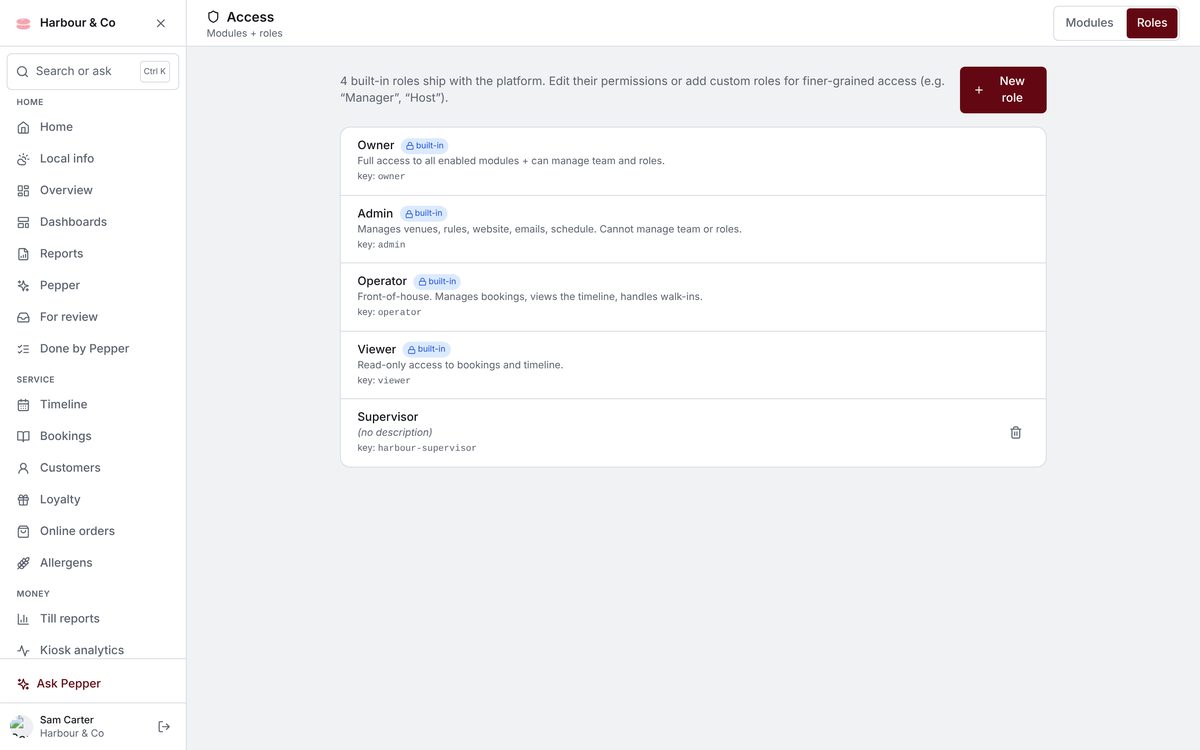 Harbour & Co
Search or ask
Ctrl K
HOME
Home
Local info
Overview
Dashboards
Reports
Pepper
For review
Done by Pepper
SERVICE
Timeline
Bookings
Customers
Loyalty
Online orders
Allergens
MONEY
Till reports
Kiosk analytics
Ask Pepper
Sam Carter
Harbour & Co
Access
Modules + roles
Modules
Roles
4 built-in roles ship with the platform. Edit their permissions or add custom roles for finer-grained access (e.g.
“Manager”, “Host”).
New
role
Owner built-in
Full access to all enabled modules + can manage team and roles.
key: owner
Admin built-in
Manages venues, rules, website, emails, schedule. Cannot manage team or roles.
key: admin
Operator built-in
Front-of-house. Manages bookings, views the timeline, handles walk-ins.
key: operator
Viewer built-in
Read-only access to bookings and timeline.
key: viewer
Supervisor
(no description)
key: harbour-supervisor